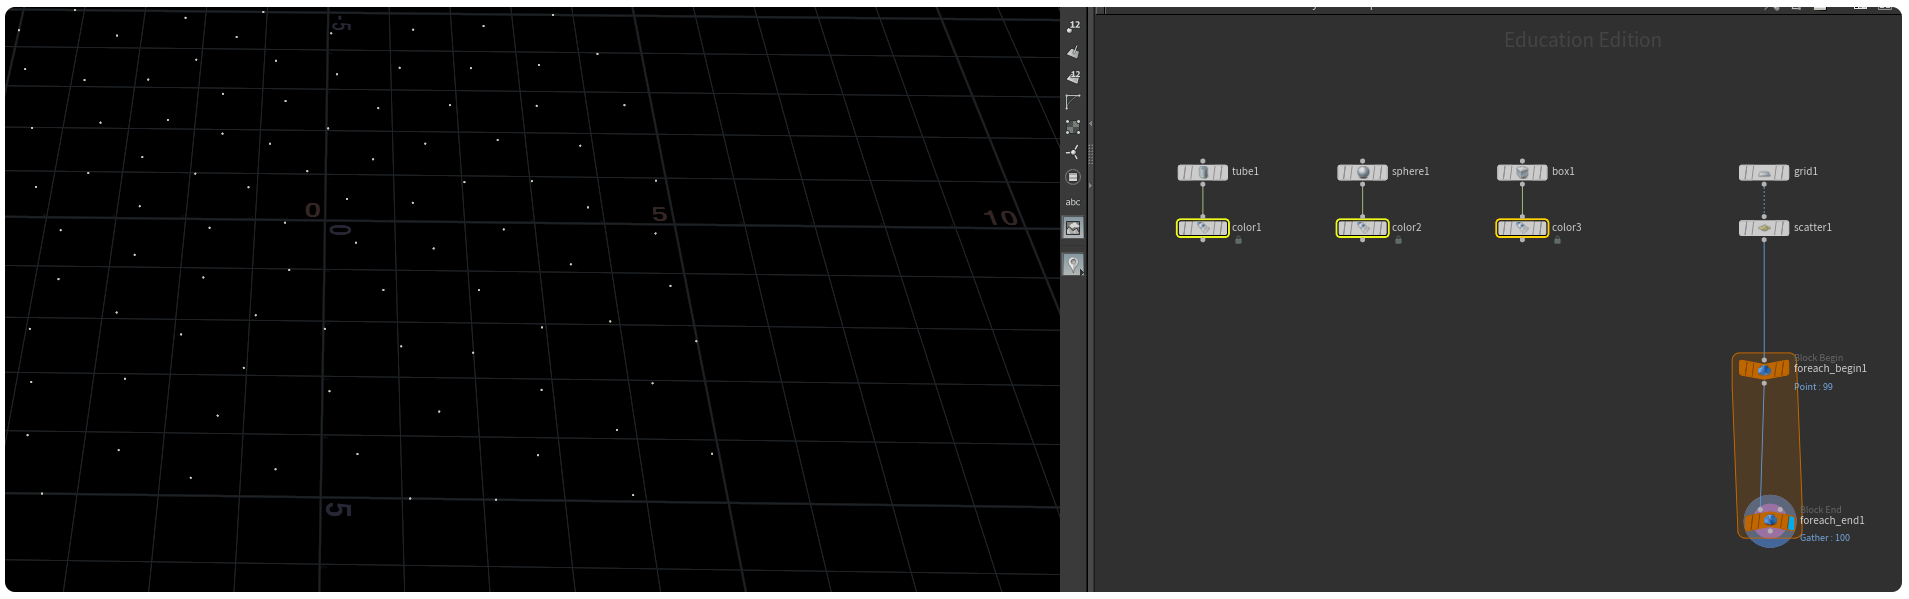 -5
0
0
5
10
5
12
12
abc
Education Edition
tube1
sphere1
box1
grid1
color1
color2
color3
scatter1
Block Begin
foreach_begin1
Point : 99
Block End
foreach_end1
Gather : 100